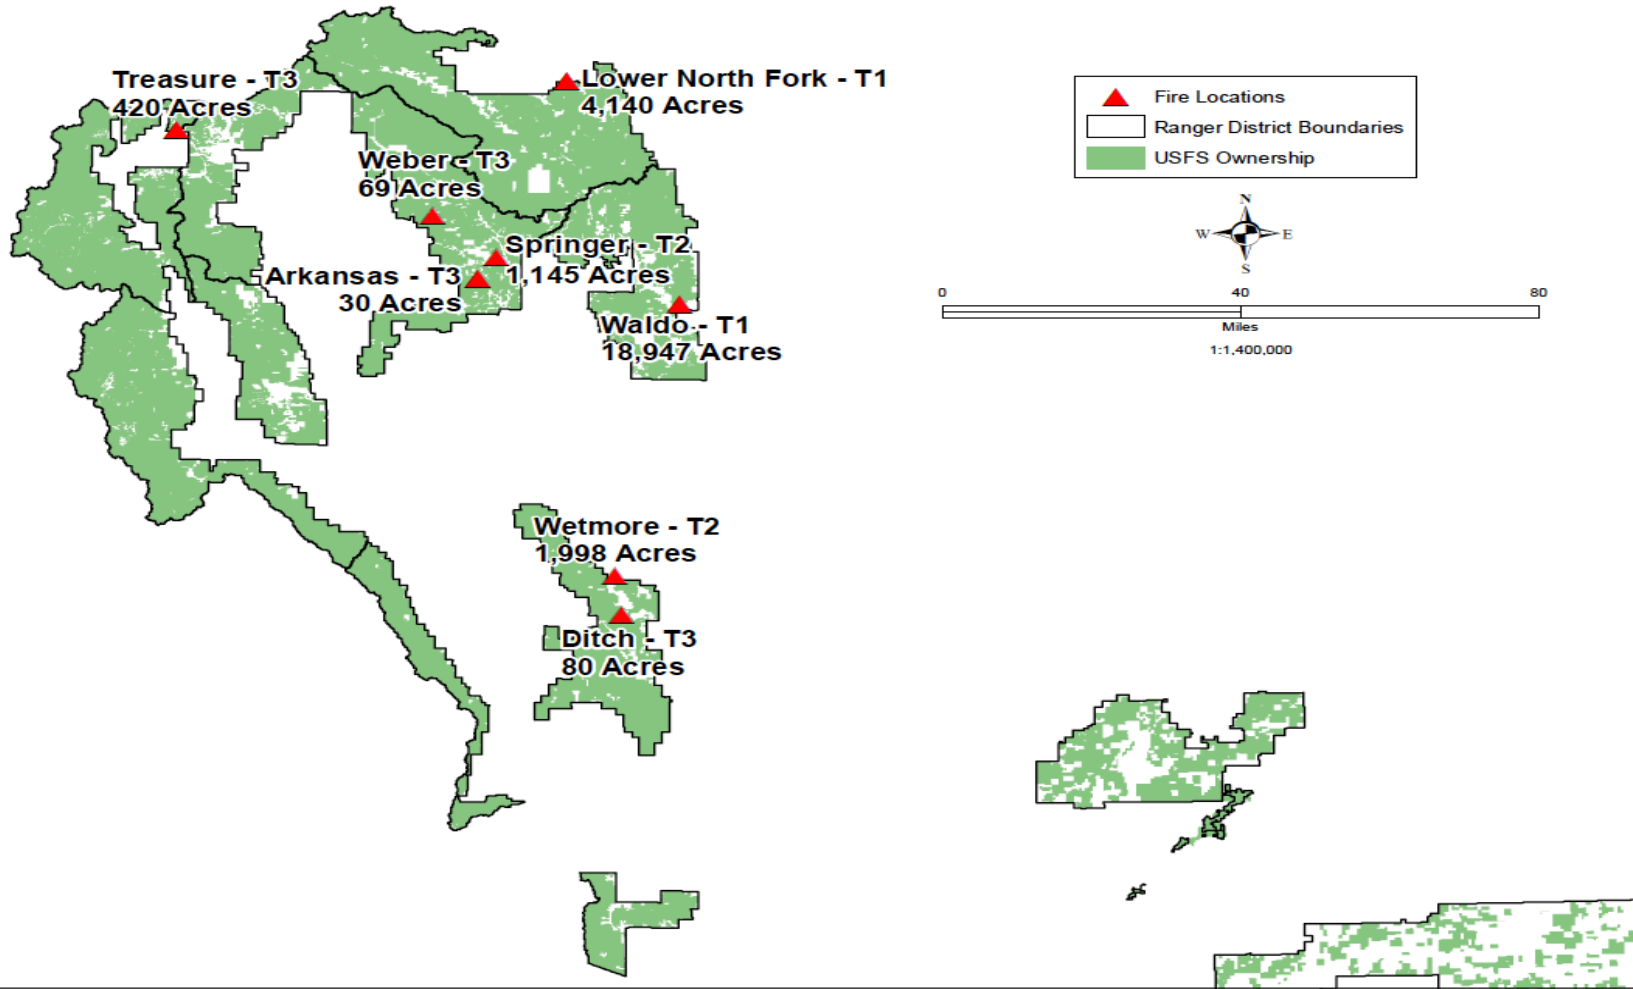 Treasure - T3
420 Acres
Lower North Fork - T1
4,140 Acres
Weber - T3
69 Acres
Springer - T2
1,145 Acres
Arkansas - T3
30 Acres
Waldo - T1
18,947 Acres
Wetmore - T2
1,998 Acres
Ditch - T3
80 Acres
Fire Locations
Ranger District Boundaries
USFS Ownership
N
W
E
S
0 40 80
Miles
1:1,400,000